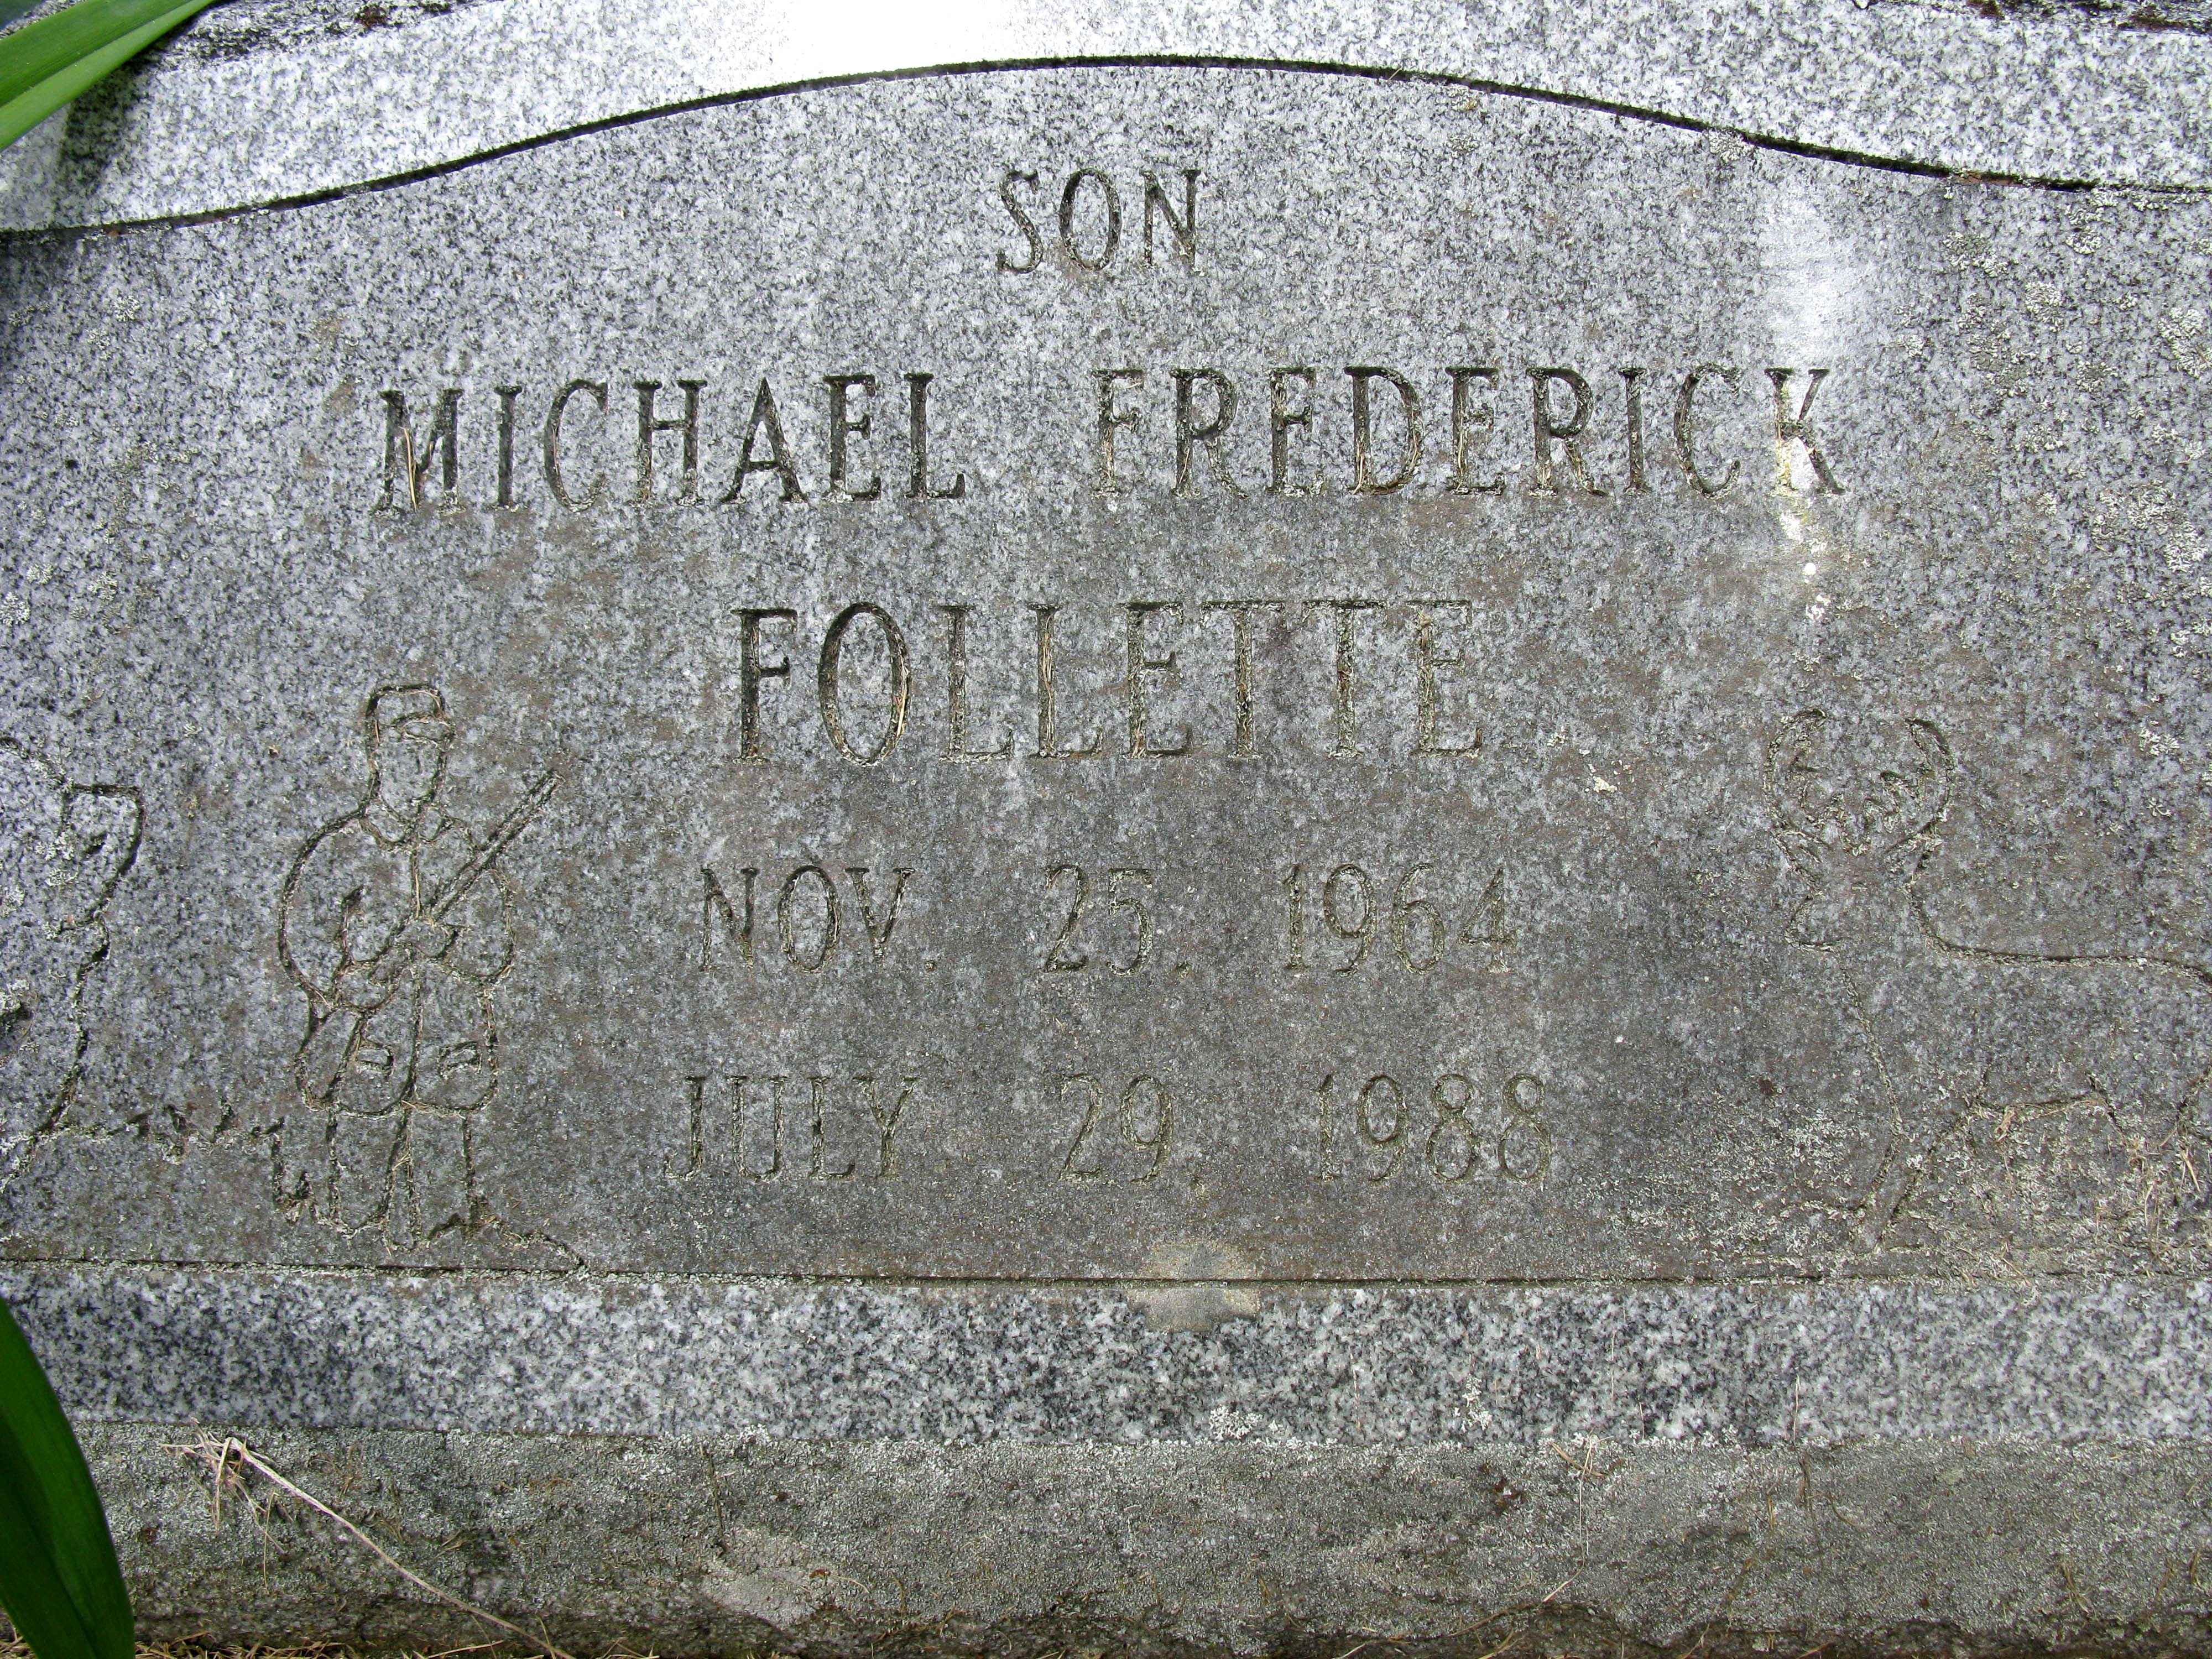 SON
MICHAEL FREDERICK
FOLLETTE
NOV. 25, 1964
JULY 29, 1988